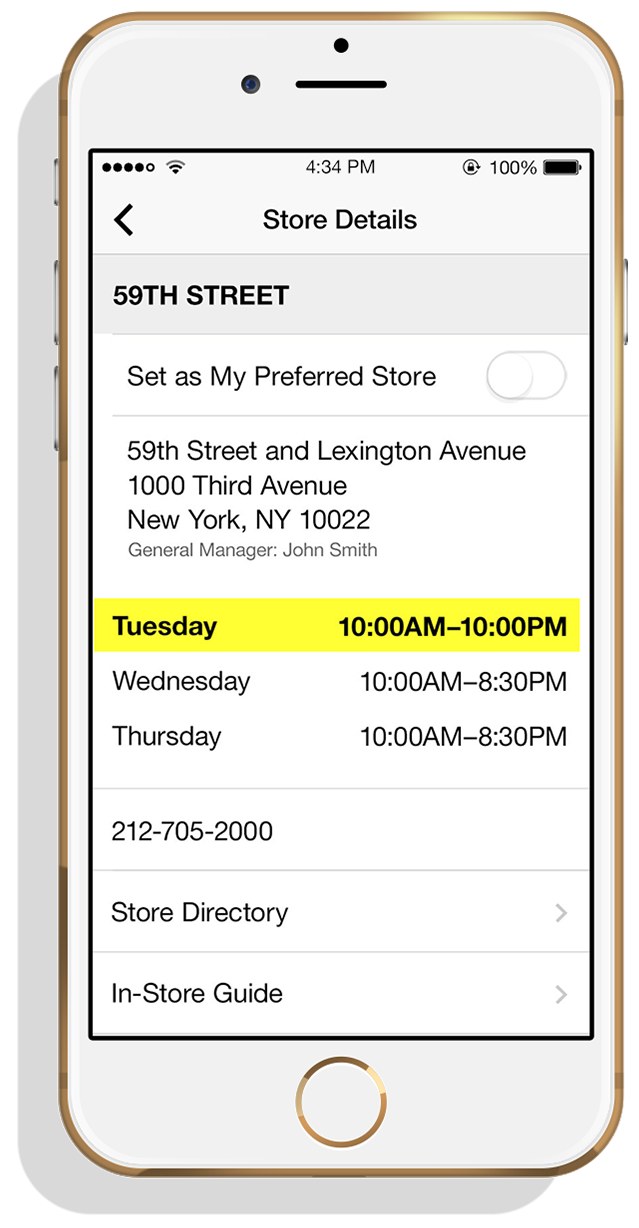 4:34 PM 100%
Store Details
59TH STREET
Set as My Preferred Store
59th Street and Lexington Avenue
1000 Third Avenue
New York, NY 10022
General Manager: John Smith
Tuesday 10:00AM–10:00PM
Wednesday 10:00AM–8:30PM
Thursday 10:00AM–8:30PM
212-705-2000
Store Directory
In-Store Guide